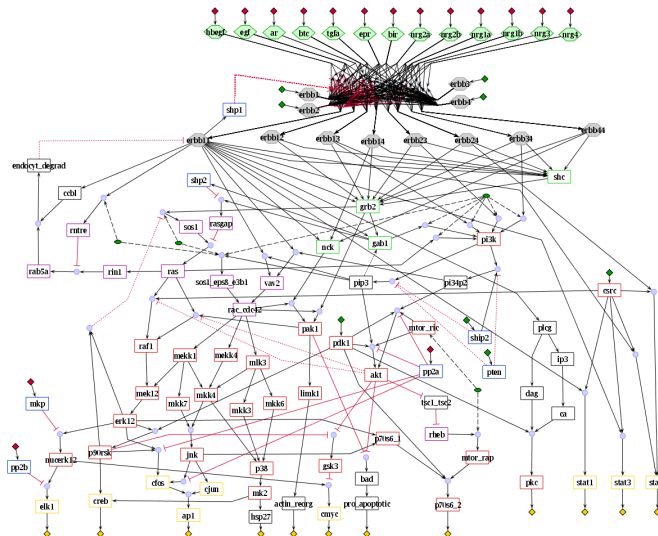 hbegf egf ar btc tgfa epr bir nrg2a nrg2b nrg1a nrg1b nrg3 nrg4
erbb3
erbb1
erbb4
erbb2
shp1
erbb11 erbb12 erbb13 erbb14 erbb23 erbb24 erbb34 erbb44
endocyt_degrad
shp2 shc
ccbl
grb2
rntre sos1 rasgap
nck gab1 pi3k
rab5a rin1 ras sos1_eps8_e3b1 vav2 pip3 pi34p2 csrc
rac_cdc42
pak1 mtor_ric plcg
raf1 pdk1 ship2
mekk1 mekk4 mlk3 ip3
pp2a pten
akt
mek12 mkk7 mkk4 mkk3 mkk6 limk1 dag
mkp tsc1_tsc2 ca
erk12 rheb
p90rsk p70s6_1
nucerk12 jnk p38 gsk3 mtor_rap
pp2b
cfos cjun mk2 bad pkc stat1 stat3
elk1 creb ap1 hsp27 actin_reorg cmyc pro_apoptotic p70s6_2